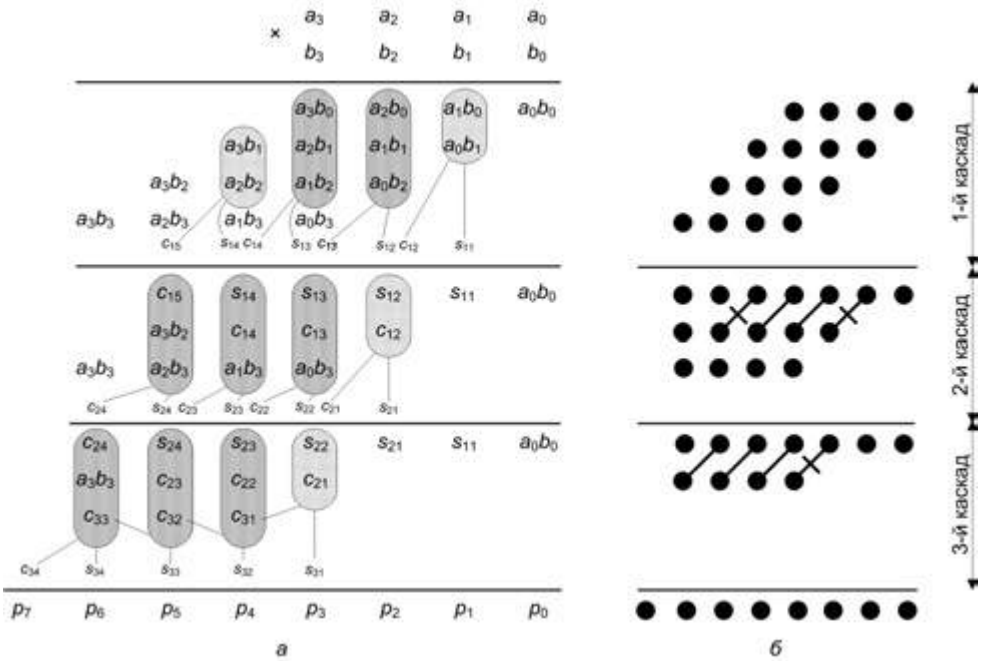 a₃ a₂ a₁ a₀
×
b₃ b₂ b₁ b₀
a₃b₀ a₂b₀ a₁b₀ a₀b₀
a₃b₁ a₂b₁ a₁b₁ a₀b₁
a₃b₂ a₂b₂ a₁b₂ a₀b₂
a₃b₃ a₂b₃ a₁b₃ a₀b₃
c₁₅ s₁₄ c₁₄ s₁₃ c₁₃ s₁₂ c₁₂ s₁₁
1-й каскад
c₁₅ s₁₄ s₁₃ s₁₂ s₁₁ a₀b₀
a₃b₂ c₁₄ c₁₃ c₁₂
a₃b₃ a₂b₃ a₁b₃ a₀b₃
c₂₄ s₂₄ c₂₃ s₂₃ c₂₂ s₂₂ c₂₁ s₂₁
2-й каскад
c₂₄ s₂₄ s₂₃ s₂₂ s₂₁ s₁₁ a₀b₀
a₃b₃ c₂₃ c₂₂ c₂₁
c₃₃ c₃₂ c₃₁
c₃₄ s₃₄ s₃₃ s₃₂ s₃₁
3-й каскад
p₇ p₆ p₅ p₄ p₃ p₂ p₁ p₀
а б